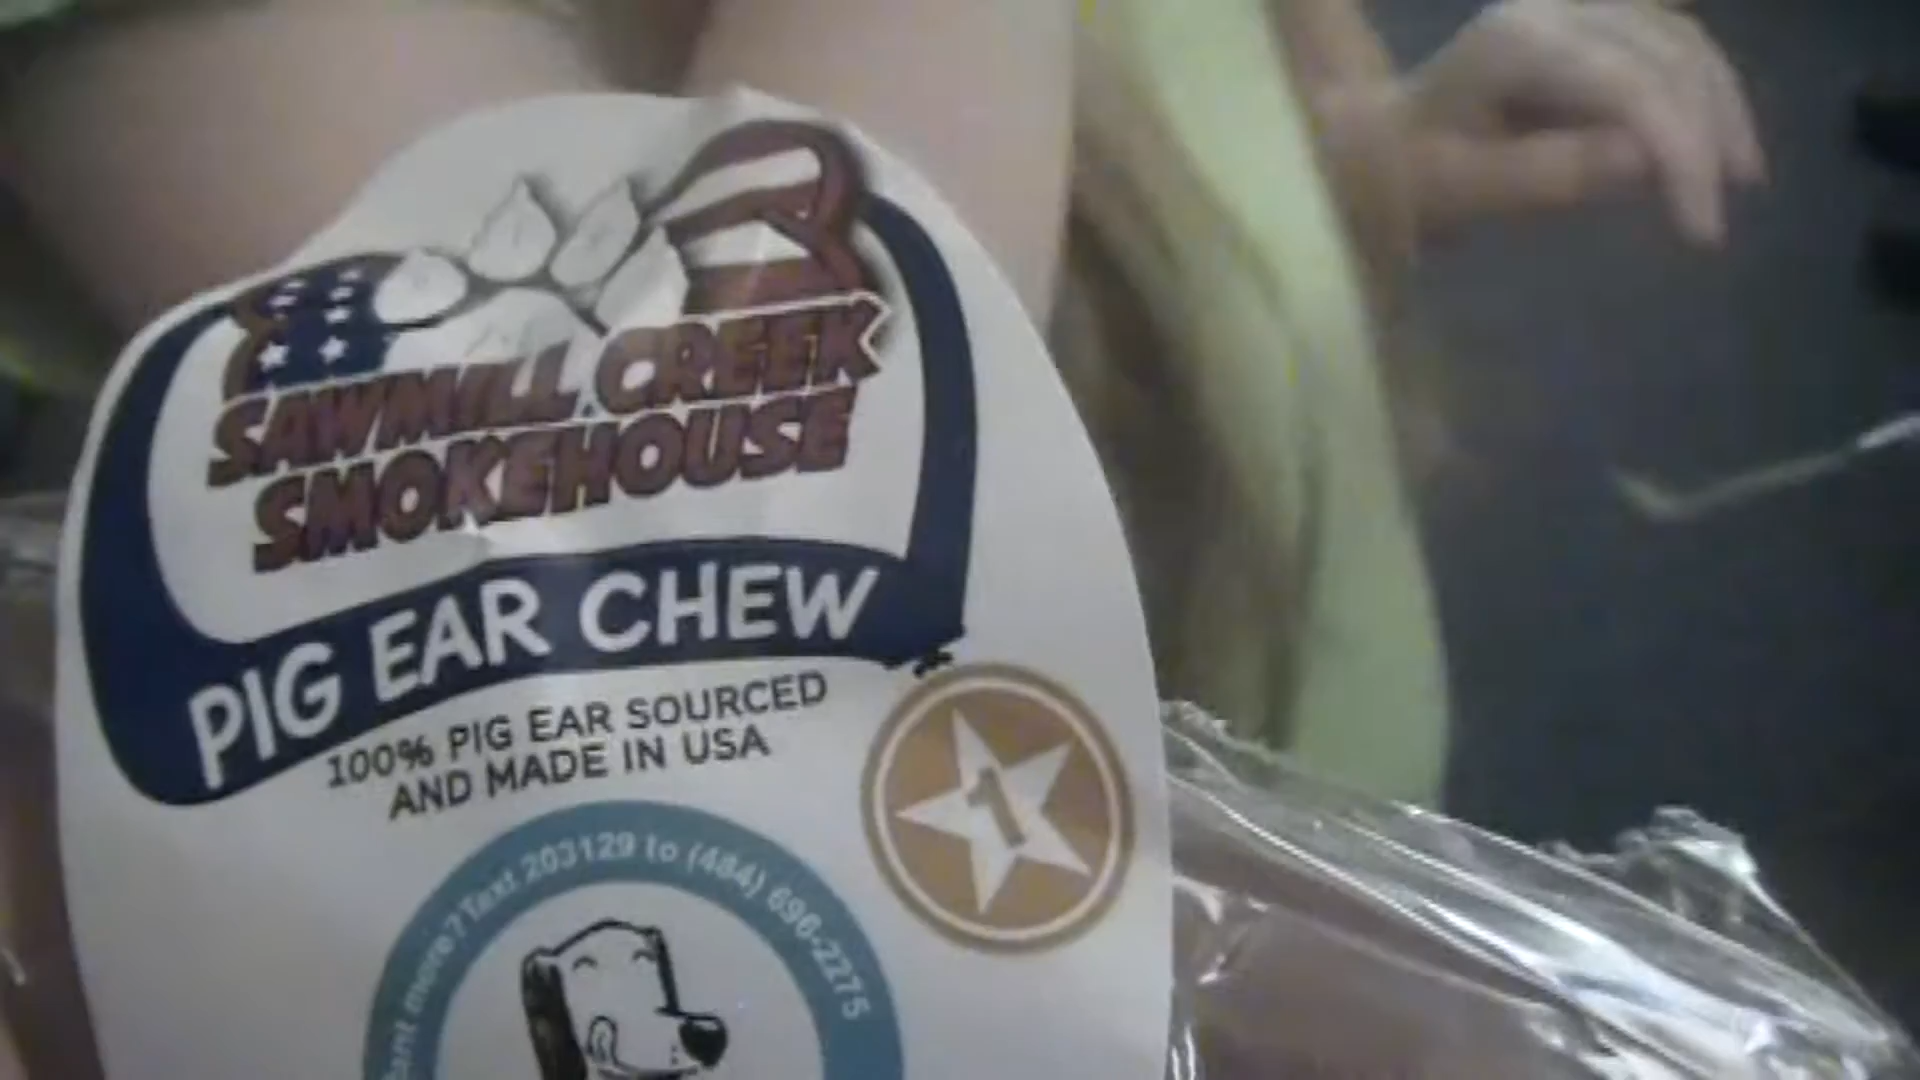 SAWMILL CREEK
SMOKEHOUSE
PIG EAR CHEW
100% PIG EAR SOURCED
AND MADE IN USA
1
more? Text 203129 to (484) 696-2275